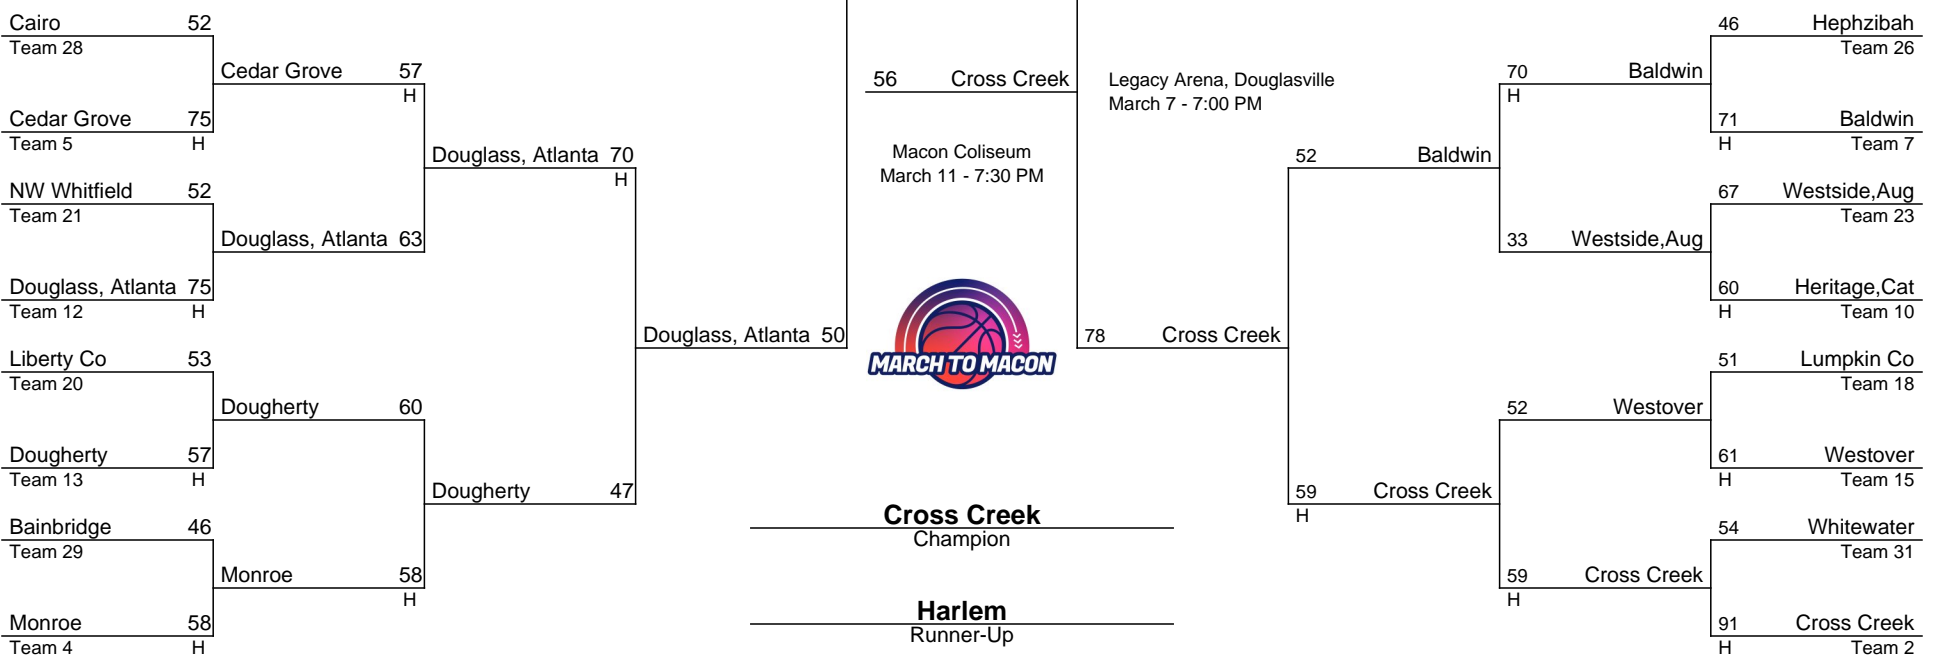 Cairo 52
Team 28
Cedar Grove 57
H
Cedar Grove 75
Team 5 H
Douglass, Atlanta 70
H
NW Whitfield 52
Team 21
Douglass, Atlanta 63
Douglass, Atlanta 75
Team 12 H
Douglass, Atlanta 50
Liberty Co 53
Team 20
Dougherty 60
Dougherty 57
Team 13 H
Dougherty 47
Bainbridge 46
Team 29
Monroe 58
H
Monroe 58
Team 4 H
56 Cross Creek
Macon Coliseum
March 11 - 7:30 PM
MARCH TO MACON
Cross Creek
Champion
Harlem
Runner-Up
Legacy Arena, Douglasville
March 7 - 7:00 PM
78 Cross Creek
52 Baldwin
59 Cross Creek
H
70 Baldwin
H
33 Westside,Aug
52 Westover
59 Cross Creek
H
46 Hephzibah
Team 26
71 Baldwin
H Team 7
67 Westside,Aug
Team 23
60 Heritage,Cat
H Team 10
51 Lumpkin Co
Team 18
61 Westover
H Team 15
54 Whitewater
Team 31
91 Cross Creek
H Team 2